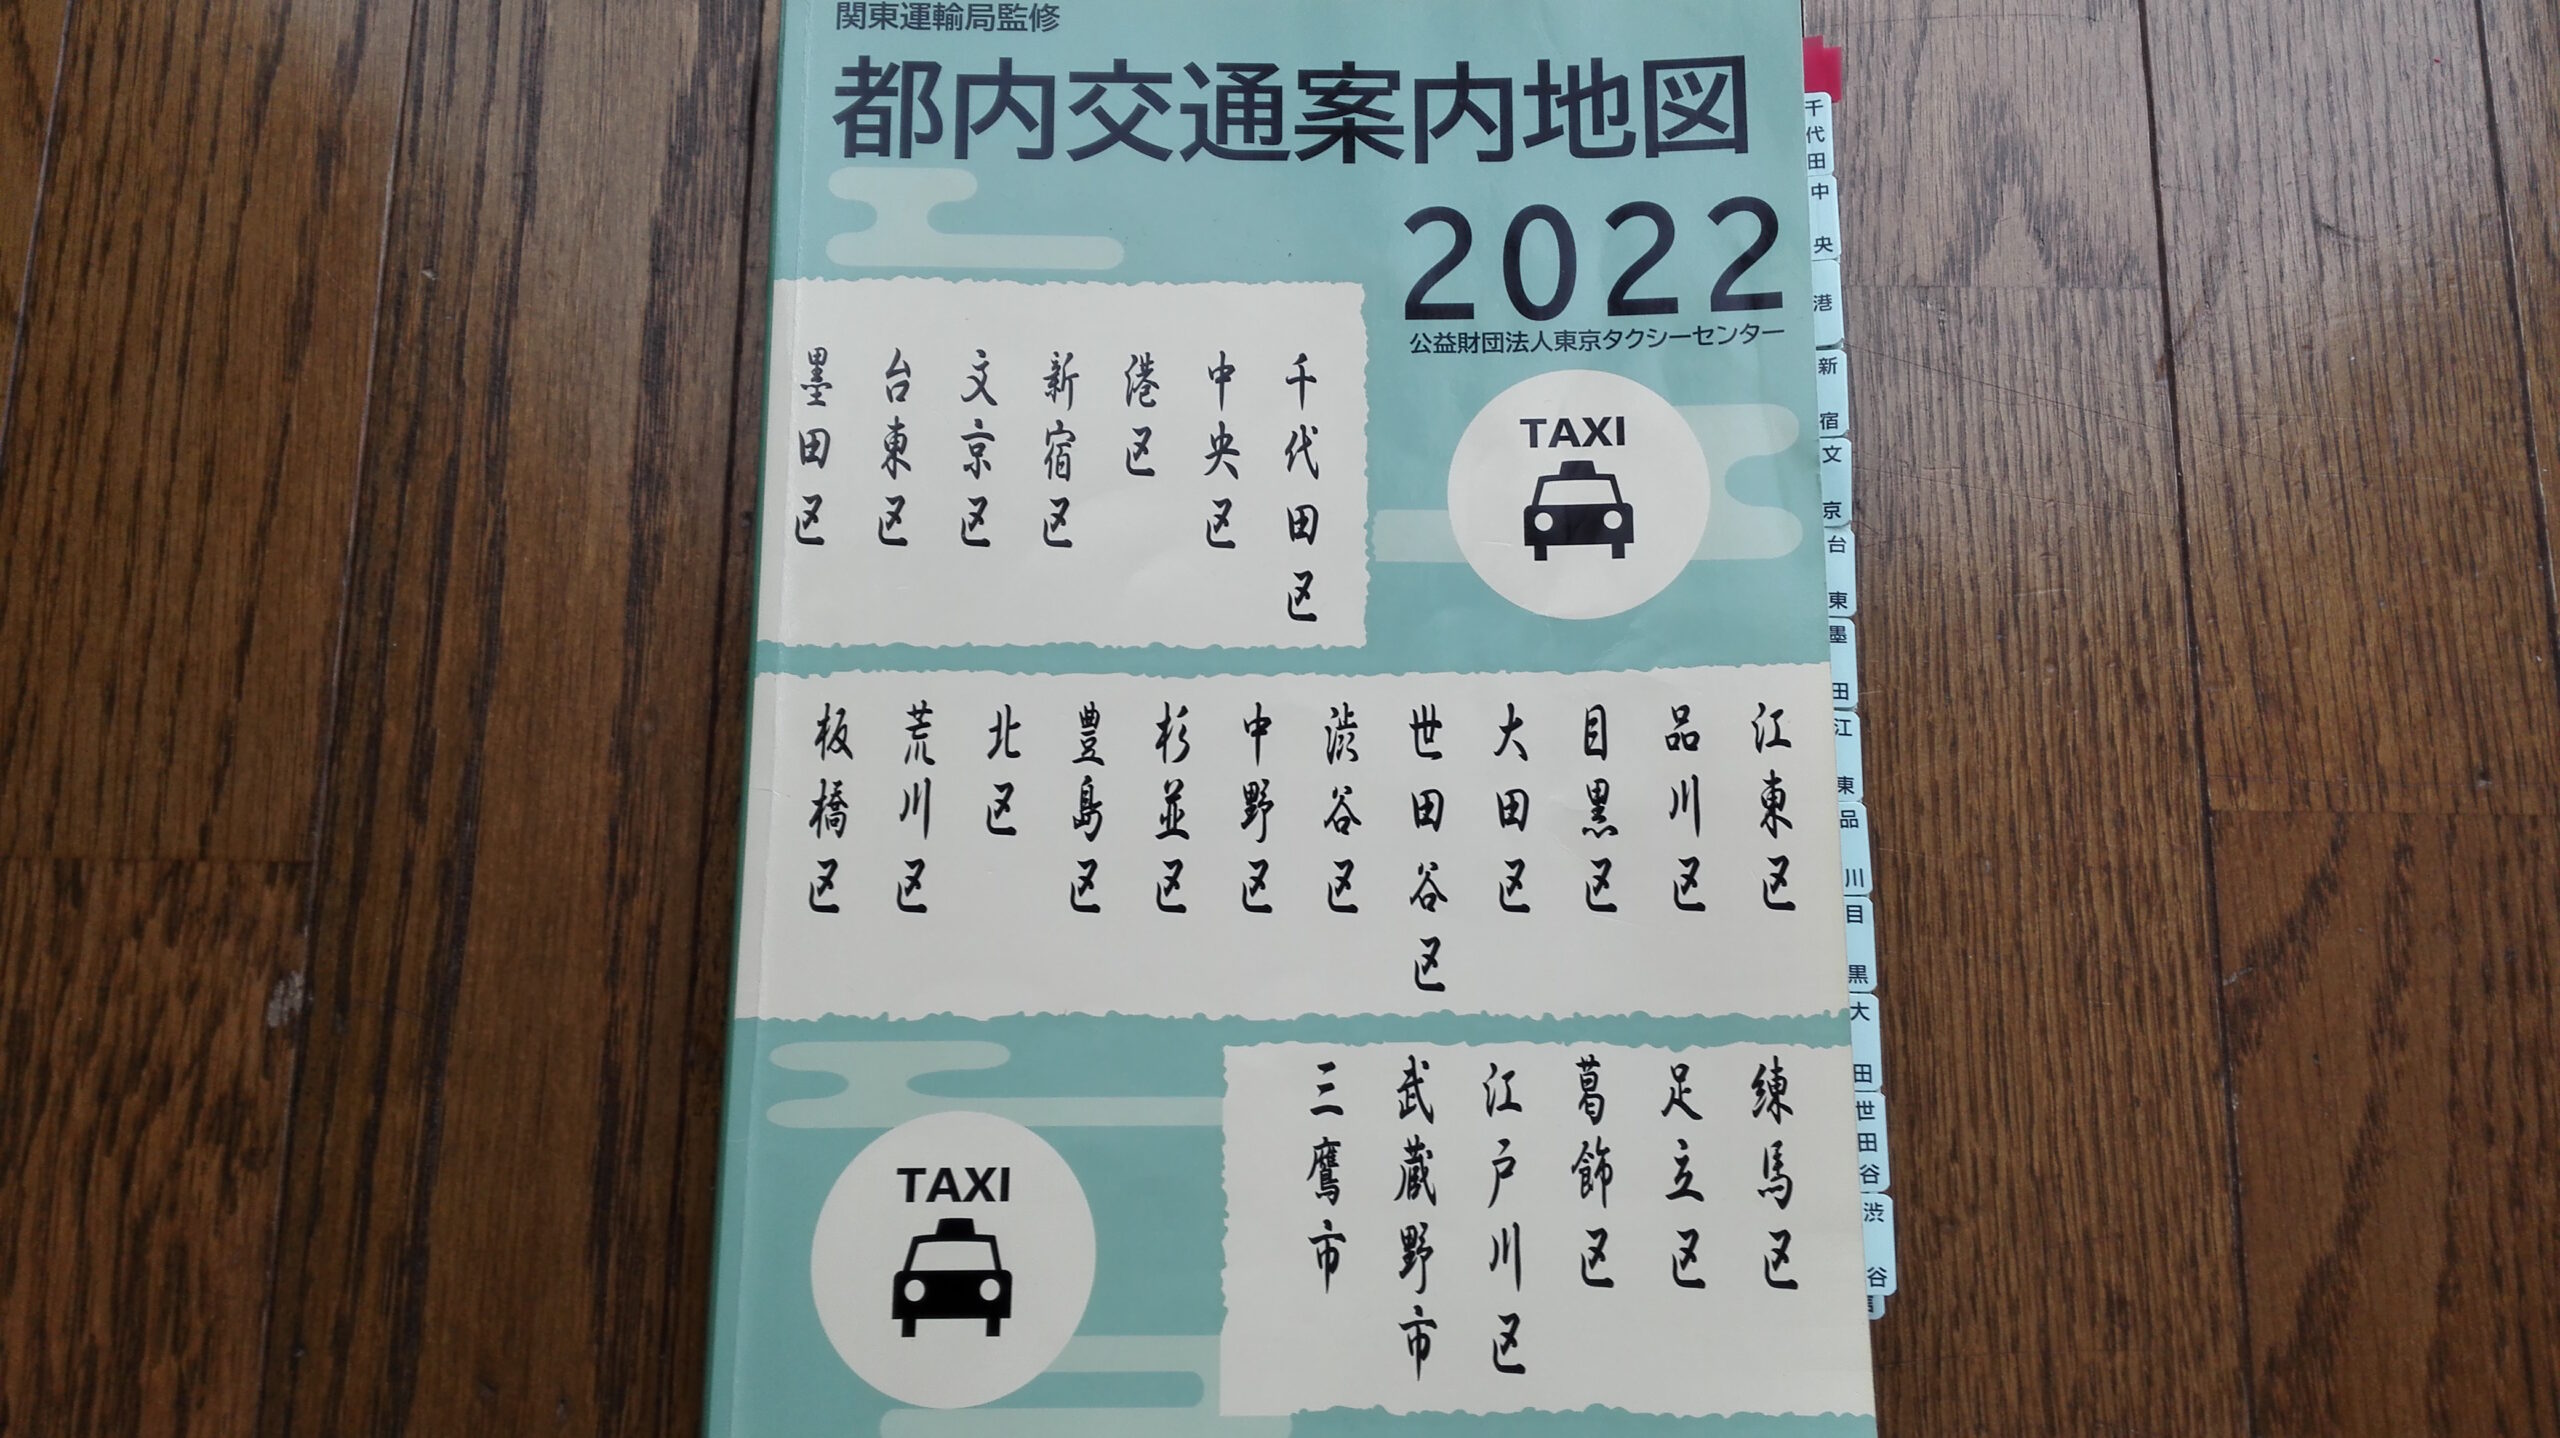 関東運輸局監修
都内交通案内地図
2022
公益財団法人東京タクシーセンター
TAXI
千代田区
中央区
港区
新宿区
文京区
台東区
墨田区
江東区
品川区
目黒区
大田区
世田谷区
渋谷区
中野区
杉並区
豊島区
北区
荒川区
板橋区
練馬区
足立区
葛飾区
江戸川区
武蔵野市
三鷹市
TAXI
千代田
中央
港
新宿
文京
台東
墨田
江東
品川
目黒
大田
世田谷
渋谷